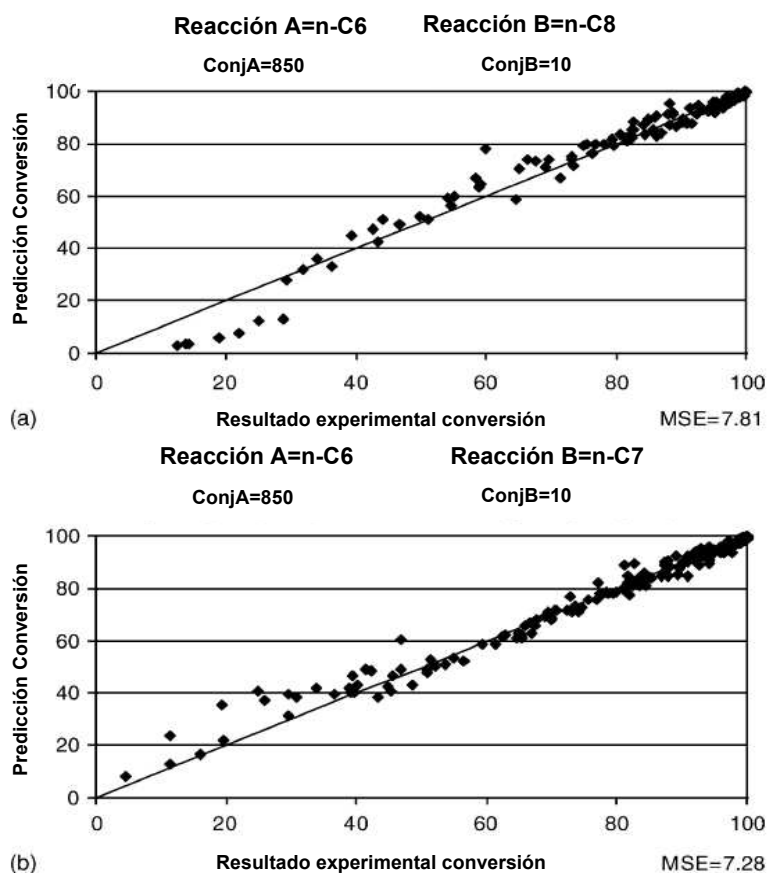 Reacción A=n-C6 Reacción B=n-C8
ConjA=850 ConjB=10
100
80
60
40
20
0
Predicción Conversión
0 20 40 60 80 100
(a) Resultado experimental conversión MSE=7.81
Reacción A=n-C6 Reacción B=n-C7
ConjA=850 ConjB=10
100
80
60
40
20
0
Predicción Conversión
0 20 40 60 80 100
(b) Resultado experimental conversión MSE=7.28